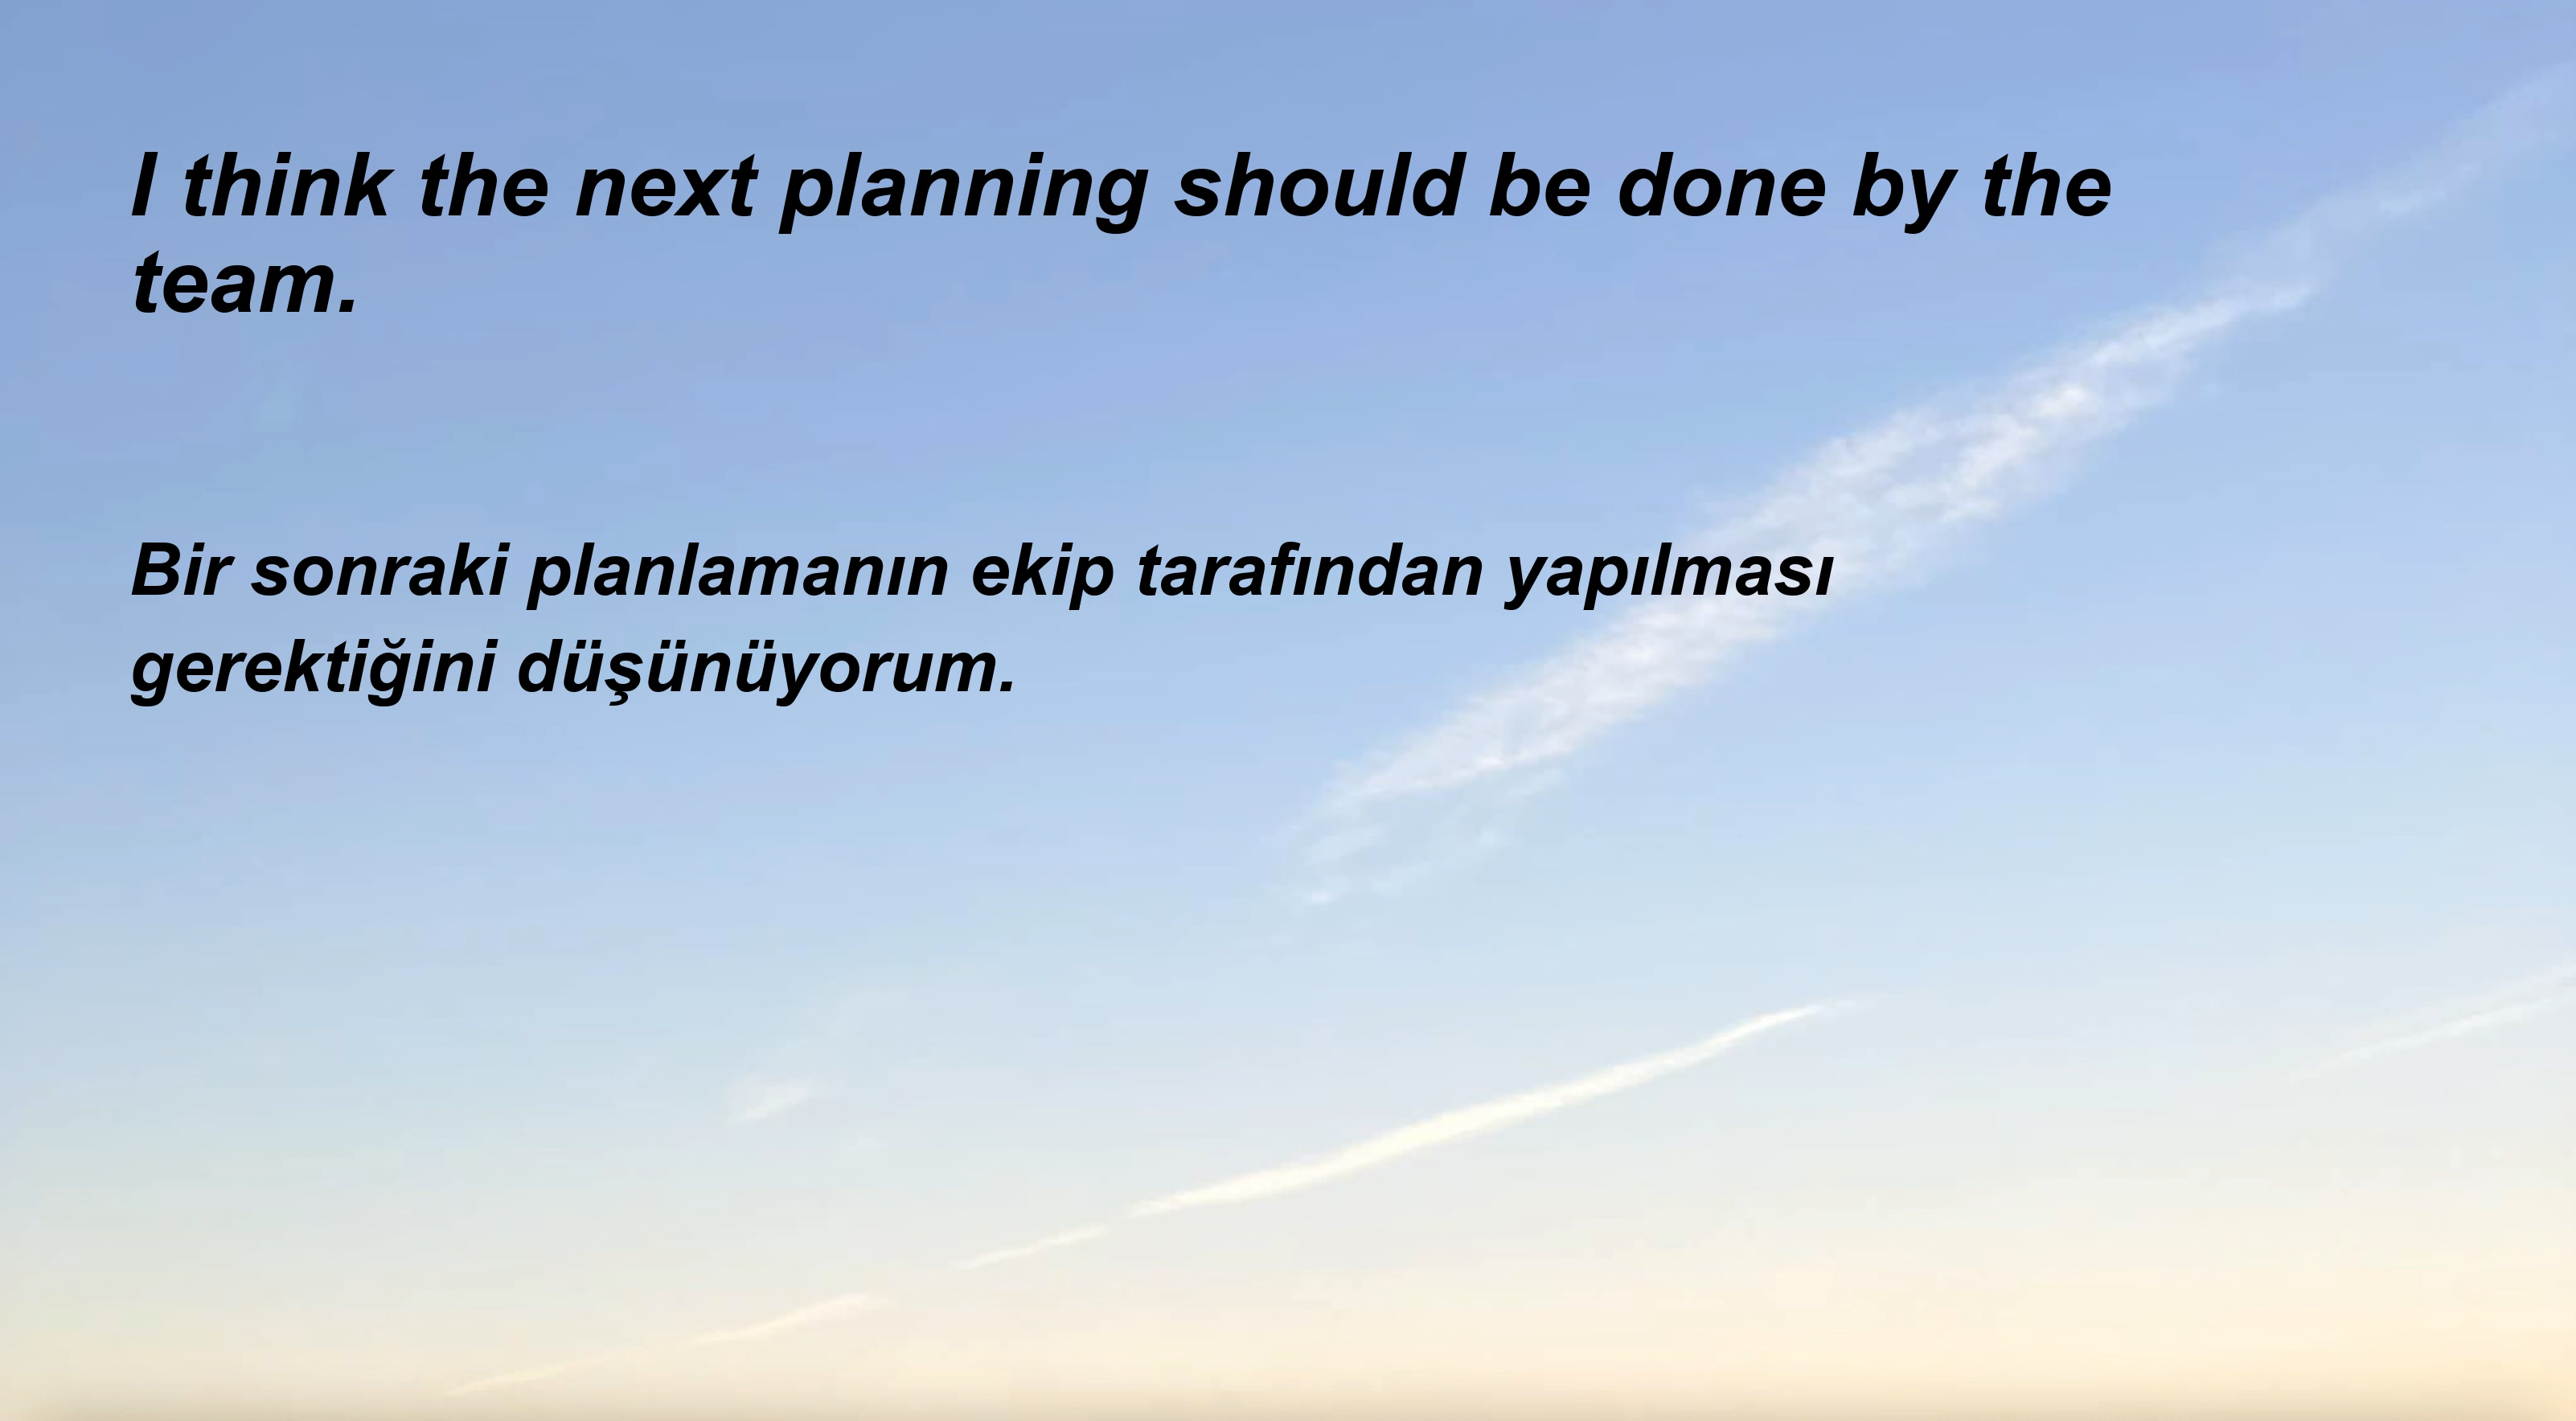 I think the next planning should be done by the
team.
Bir sonraki planlamanın ekip tarafından yapılması
gerektiğini düşünüyorum.